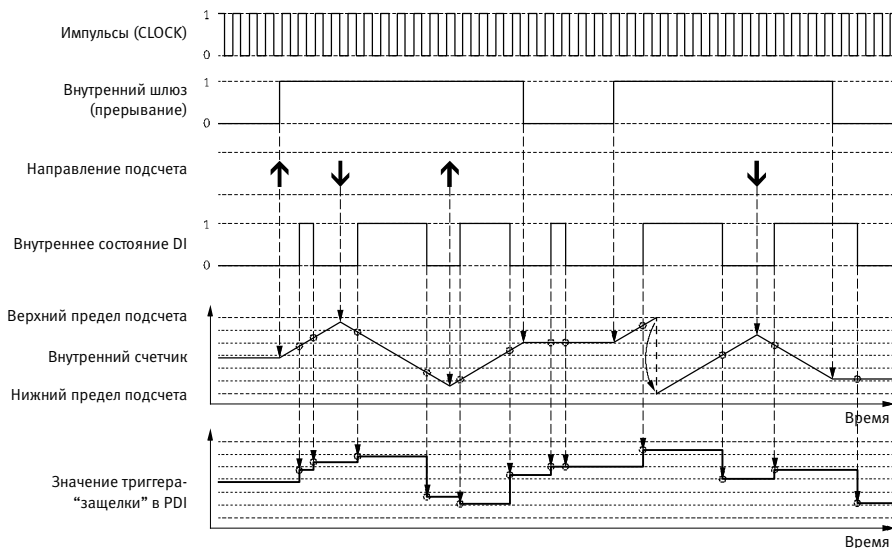 Импульсы (CLOCK)
1
0
Внутренний шлюз
(прерывание)
1
0
Направление подсчета
Внутреннее состояние DI
1
0
Верхний предел подсчета
Внутренний счетчик
Нижний предел подсчета
Время
Значение триггера-
“защелки” в PDI
Время